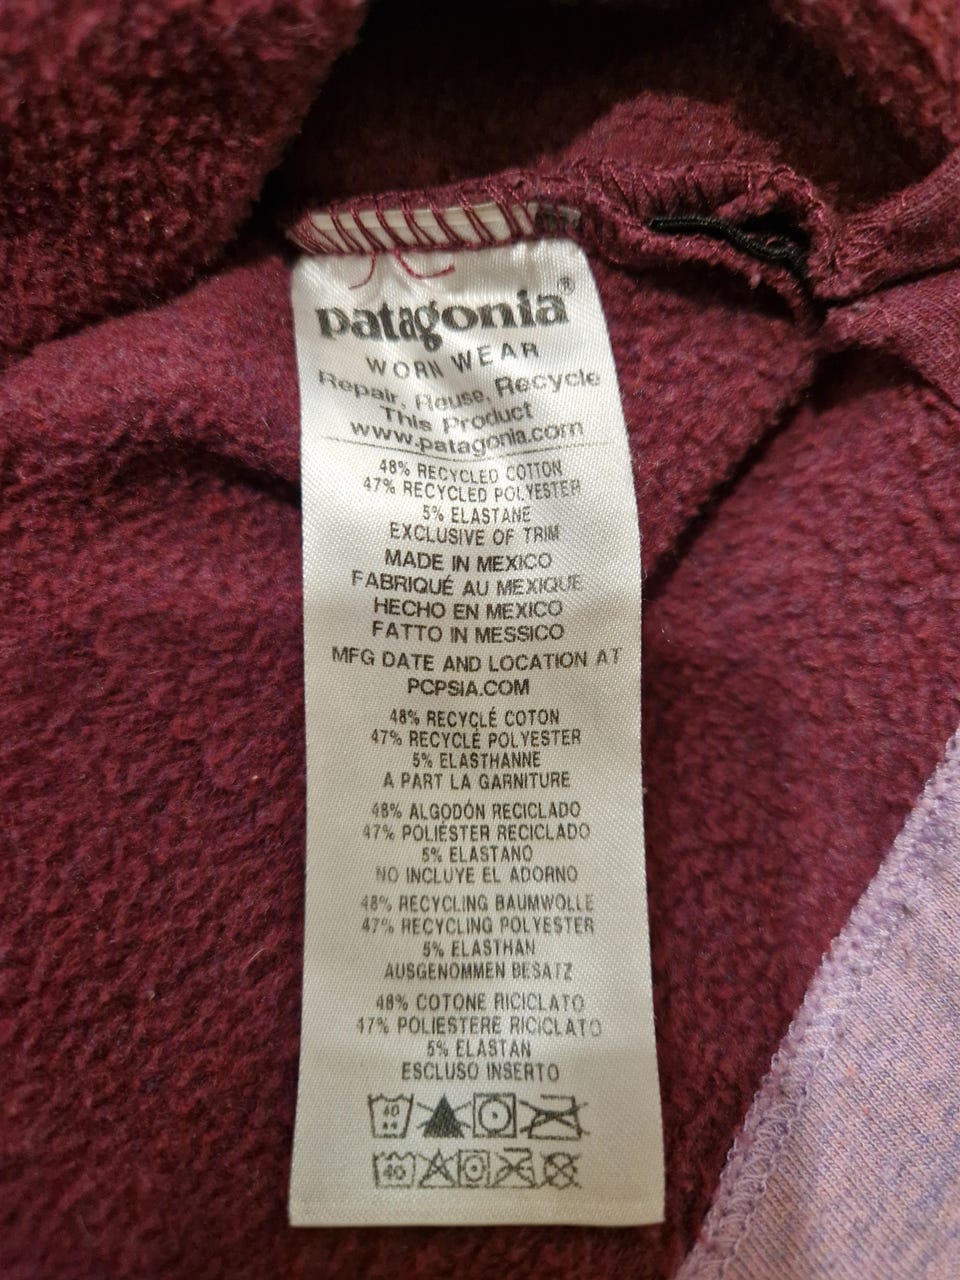 patagonia®
WORN WEAR
Repair, Reuse, Recycle
This Product
www.patagonia.com
48% RECYCLED COTTON
47% RECYCLED POLYESTER
5% ELASTANE
EXCLUSIVE OF TRIM
MADE IN MEXICO
FABRIQUÉ AU MEXIQUE
HECHO EN MEXICO
FATTO IN MESSICO
MFG DATE AND LOCATION AT
PCPSIA.COM
48% RECYCLÉ COTON
47% RECYCLÉ POLYESTER
5% ELASTHANNE
A PART LA GARNITURE
48% ALGODÓN RECICLADO
47% POLIÉSTER RECICLADO
5% ELASTANO
NO INCLUYE EL ADORNO
48% RECYCLING BAUMWOLLE
47% RECYCLING POLYESTER
5% ELASTHAN
AUSGENOMMEN BESATZ
48% COTONE RICICLATO
47% POLIESTERE RICICLATO
5% ELASTAN
ESCLUSO INSERTO
40
40